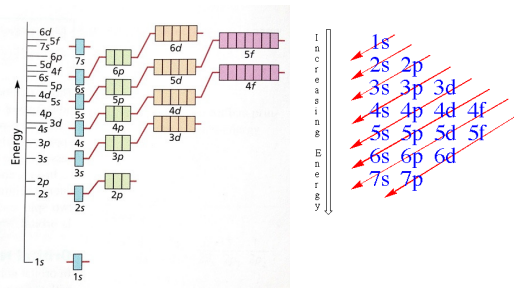 6d
5f
7s
6p
5d
4f
6s
5p
4d
5s
4p
3d
4s
3p
3s
2p
2s
1s
Energy
6d
5f
7s
6p
5d
4f
6s
5p
4d
5s
4p
3d
4s
3p
3s
2p
2s
1s
Increasing Energy
1s
2s 2p
3s 3p 3d
4s 4p 4d 4f
5s 5p 5d 5f
6s 6p 6d
7s 7p